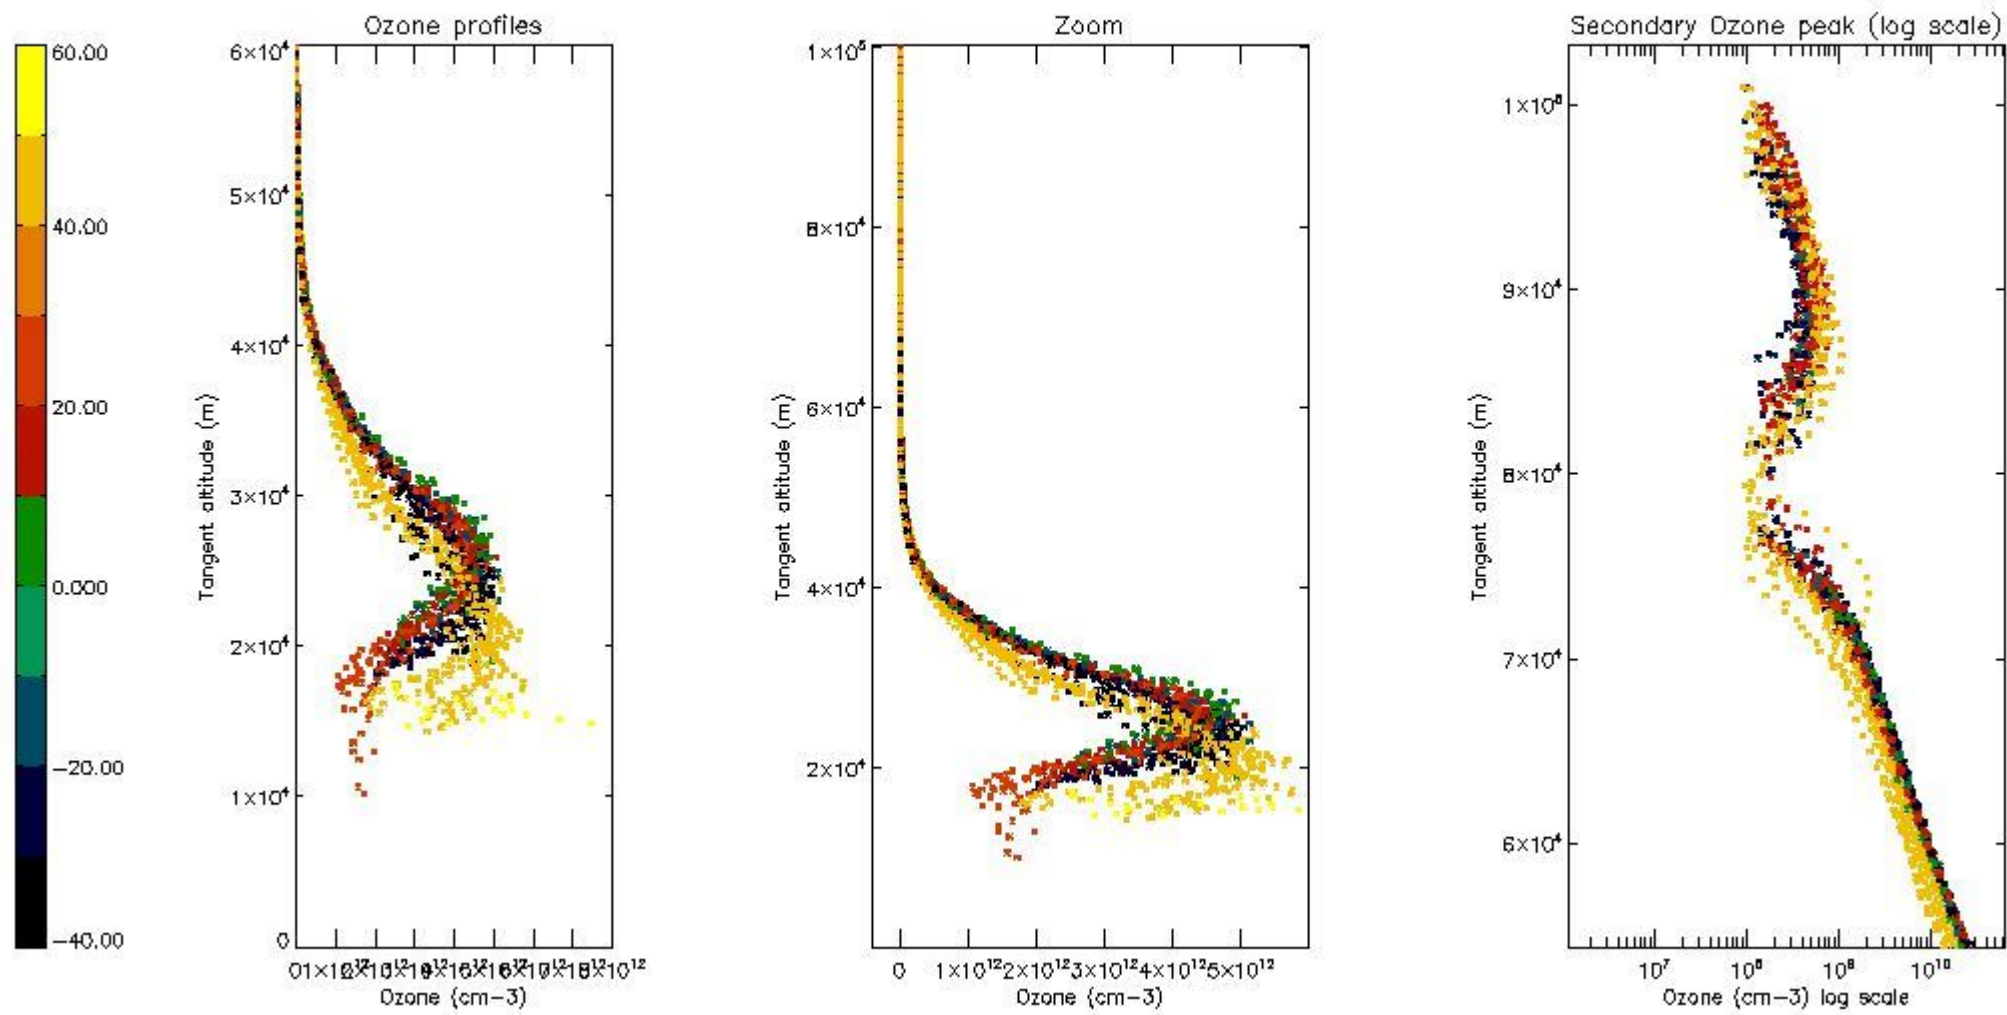 Ozone profiles
Zoom
Secondary Ozone peak (log scale)
60.00
40.00
20.00
0.000
-20.00
-40.00
6×10⁴
5×10⁴
4×10⁴
3×10⁴
2×10⁴
1×10⁴
0
Tangent altitude (m)
Ozone (cm-3)
1×10⁵
8×10⁴
6×10⁴
4×10⁴
2×10⁴
Tangent altitude (m)
0 1×10¹² 2×10¹² 3×10¹² 4×10¹² 5×10¹²
Ozone (cm-3)
9×10⁴
8×10⁴
7×10⁴
6×10⁴
Tangent altitude (m)
10⁷ 10⁸ 10⁹ 10¹⁰
Ozone (cm-3) log scale